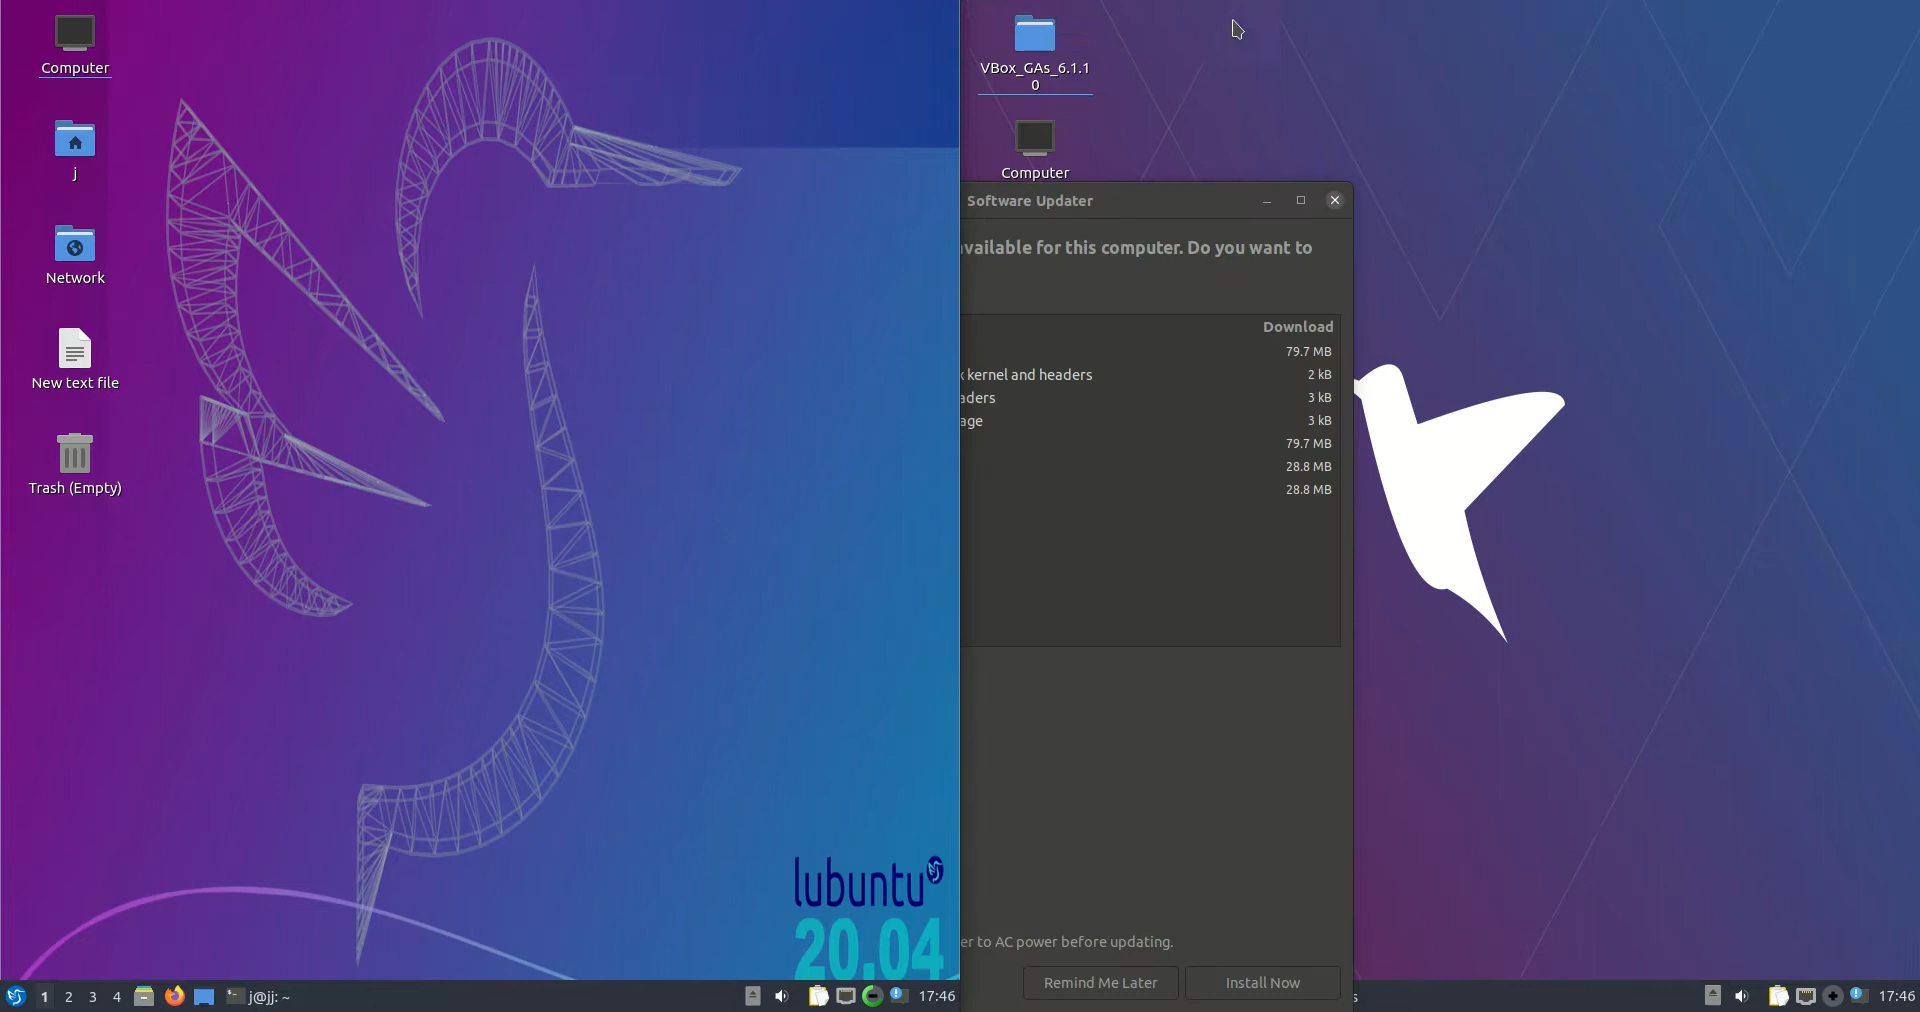 Computer
j
Network
New text file
Trash (Empty)
lubuntu
20.04
1 2 3 4 j@jj: ~ 17:46
VBox_GAs_6.1.1
0
Computer
Software Updater
available for this computer. Do you want to
Download
79.7 MB
k kernel and headers 2 kB
aders 3 kB
age 3 kB
79.7 MB
28.8 MB
28.8 MB
er to AC power before updating.
Remind Me Later Install Now
s 17:46